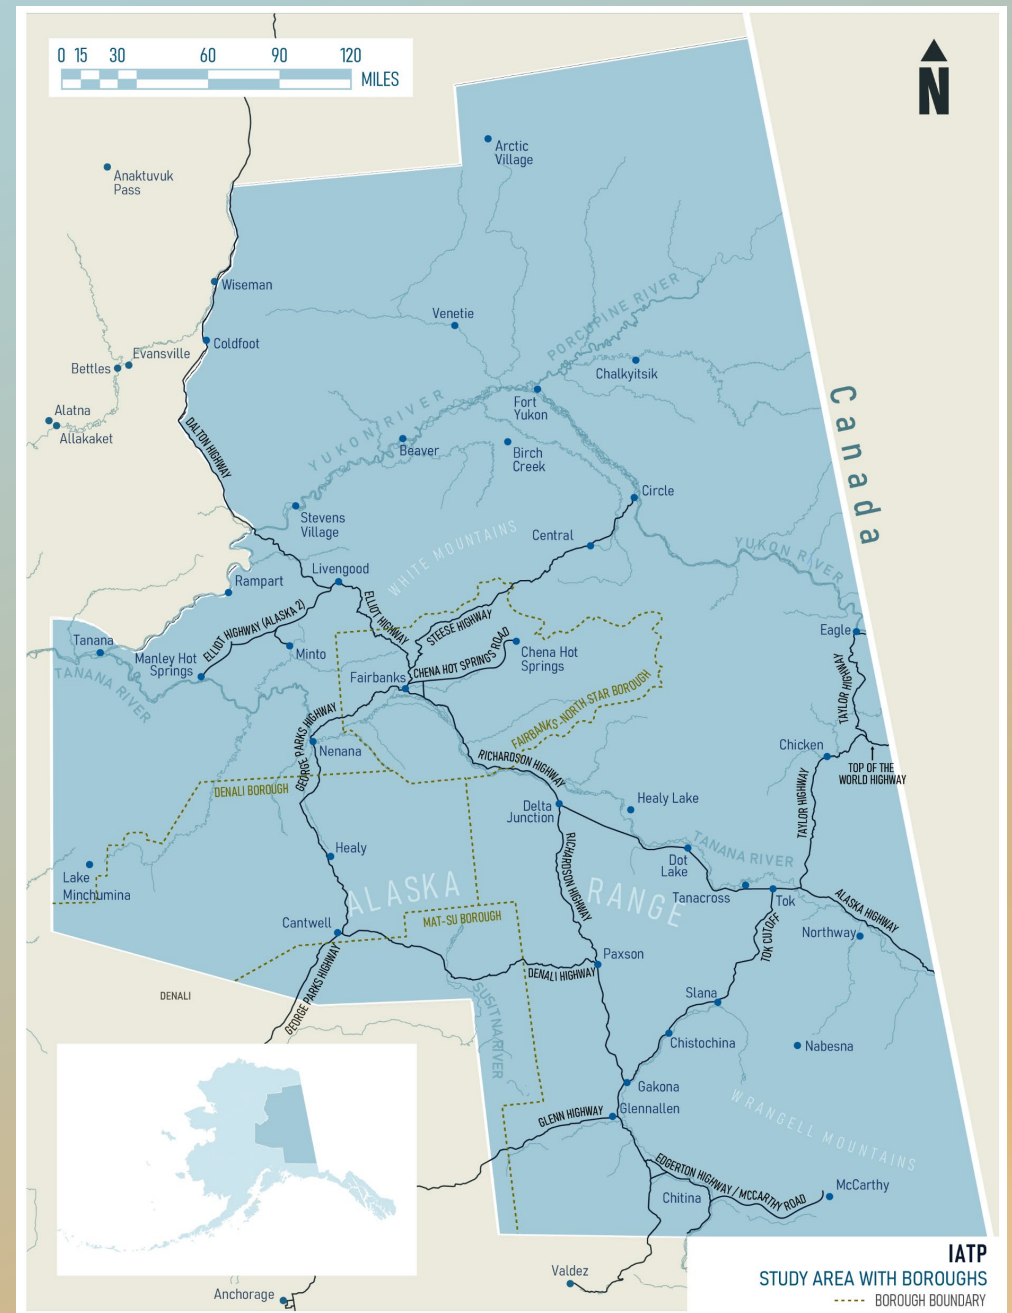 0 15 30 60 90 120
MILES
N
Arctic
Village
Anaktuvuk
Pass
Wiseman
Venetie
PORCUPINE RIVER
Coldfoot
Evansville
Bettles
Chalkyitsik
Fort
Yukon
Canada
Alatna
Allakaket
YUKON RIVER
DALTON HIGHWAY
Beaver
Birch
Creek
Circle
Stevens
Village
Central
WHITE MOUNTAINS
YUKON RIVER
Livengood
Rampart
ELLIOT HIGHWAY
ELLIOT HIGHWAY (ALASKA 2)
STEESE HIGHWAY
Eagle
Tanana
Minto
Manley Hot
Springs
CHENA HOT SPRINGS ROAD
Chena Hot
Springs
Fairbanks
TANANA RIVER
TAYLOR HIGHWAY
FAIRBANKS-NORTH STAR BOROUGH
GEORGE PARKS HIGHWAY
Nenana
Chicken
RICHARDSON HIGHWAY
TOP OF THE
WORLD HIGHWAY
DENALI BOROUGH
Healy Lake
Delta
Junction
TAYLOR HIGHWAY
Healy
TANANA RIVER
Dot
Lake
RICHARDSON HIGHWAY
Lake
Minchumina
ALASKA
RANGE
Tanacross
Tok
ALASKA HIGHWAY
MAT-SU BOROUGH
Cantwell
TOK CUTOFF
Northway
Paxson
DENALI HIGHWAY
DENALI
GEORGE PARKS HIGHWAY
SUSITNA RIVER
Slana
Chistochina
Nabesna
Gakona
Glennallen
GLENN HIGHWAY
WRANGELL MOUNTAINS
EDGERTON HIGHWAY / MCCARTHY ROAD
McCarthy
Chitina
IATP
STUDY AREA WITH BOROUGHS
BOROUGH BOUNDARY
Valdez
Anchorage